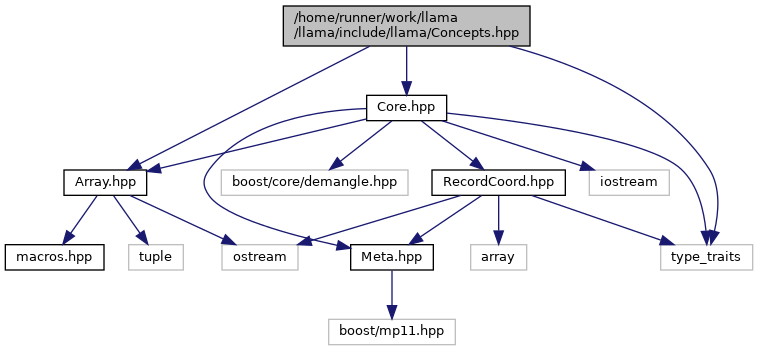 /home/runner/work/llama
/llama/include/llama/Concepts.hpp
Core.hpp
Array.hpp
boost/core/demangle.hpp
RecordCoord.hpp
iostream
macros.hpp
tuple
ostream
Meta.hpp
array
type_traits
boost/mp11.hpp